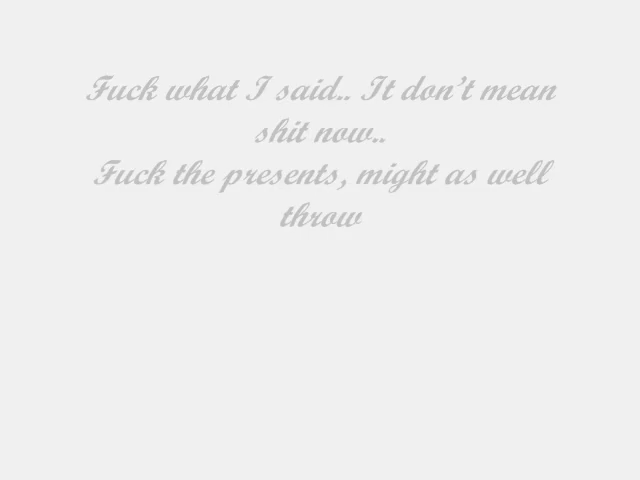 Fuck what I said.. It don't mean
shit now..
Fuck the presents, might as well
throw